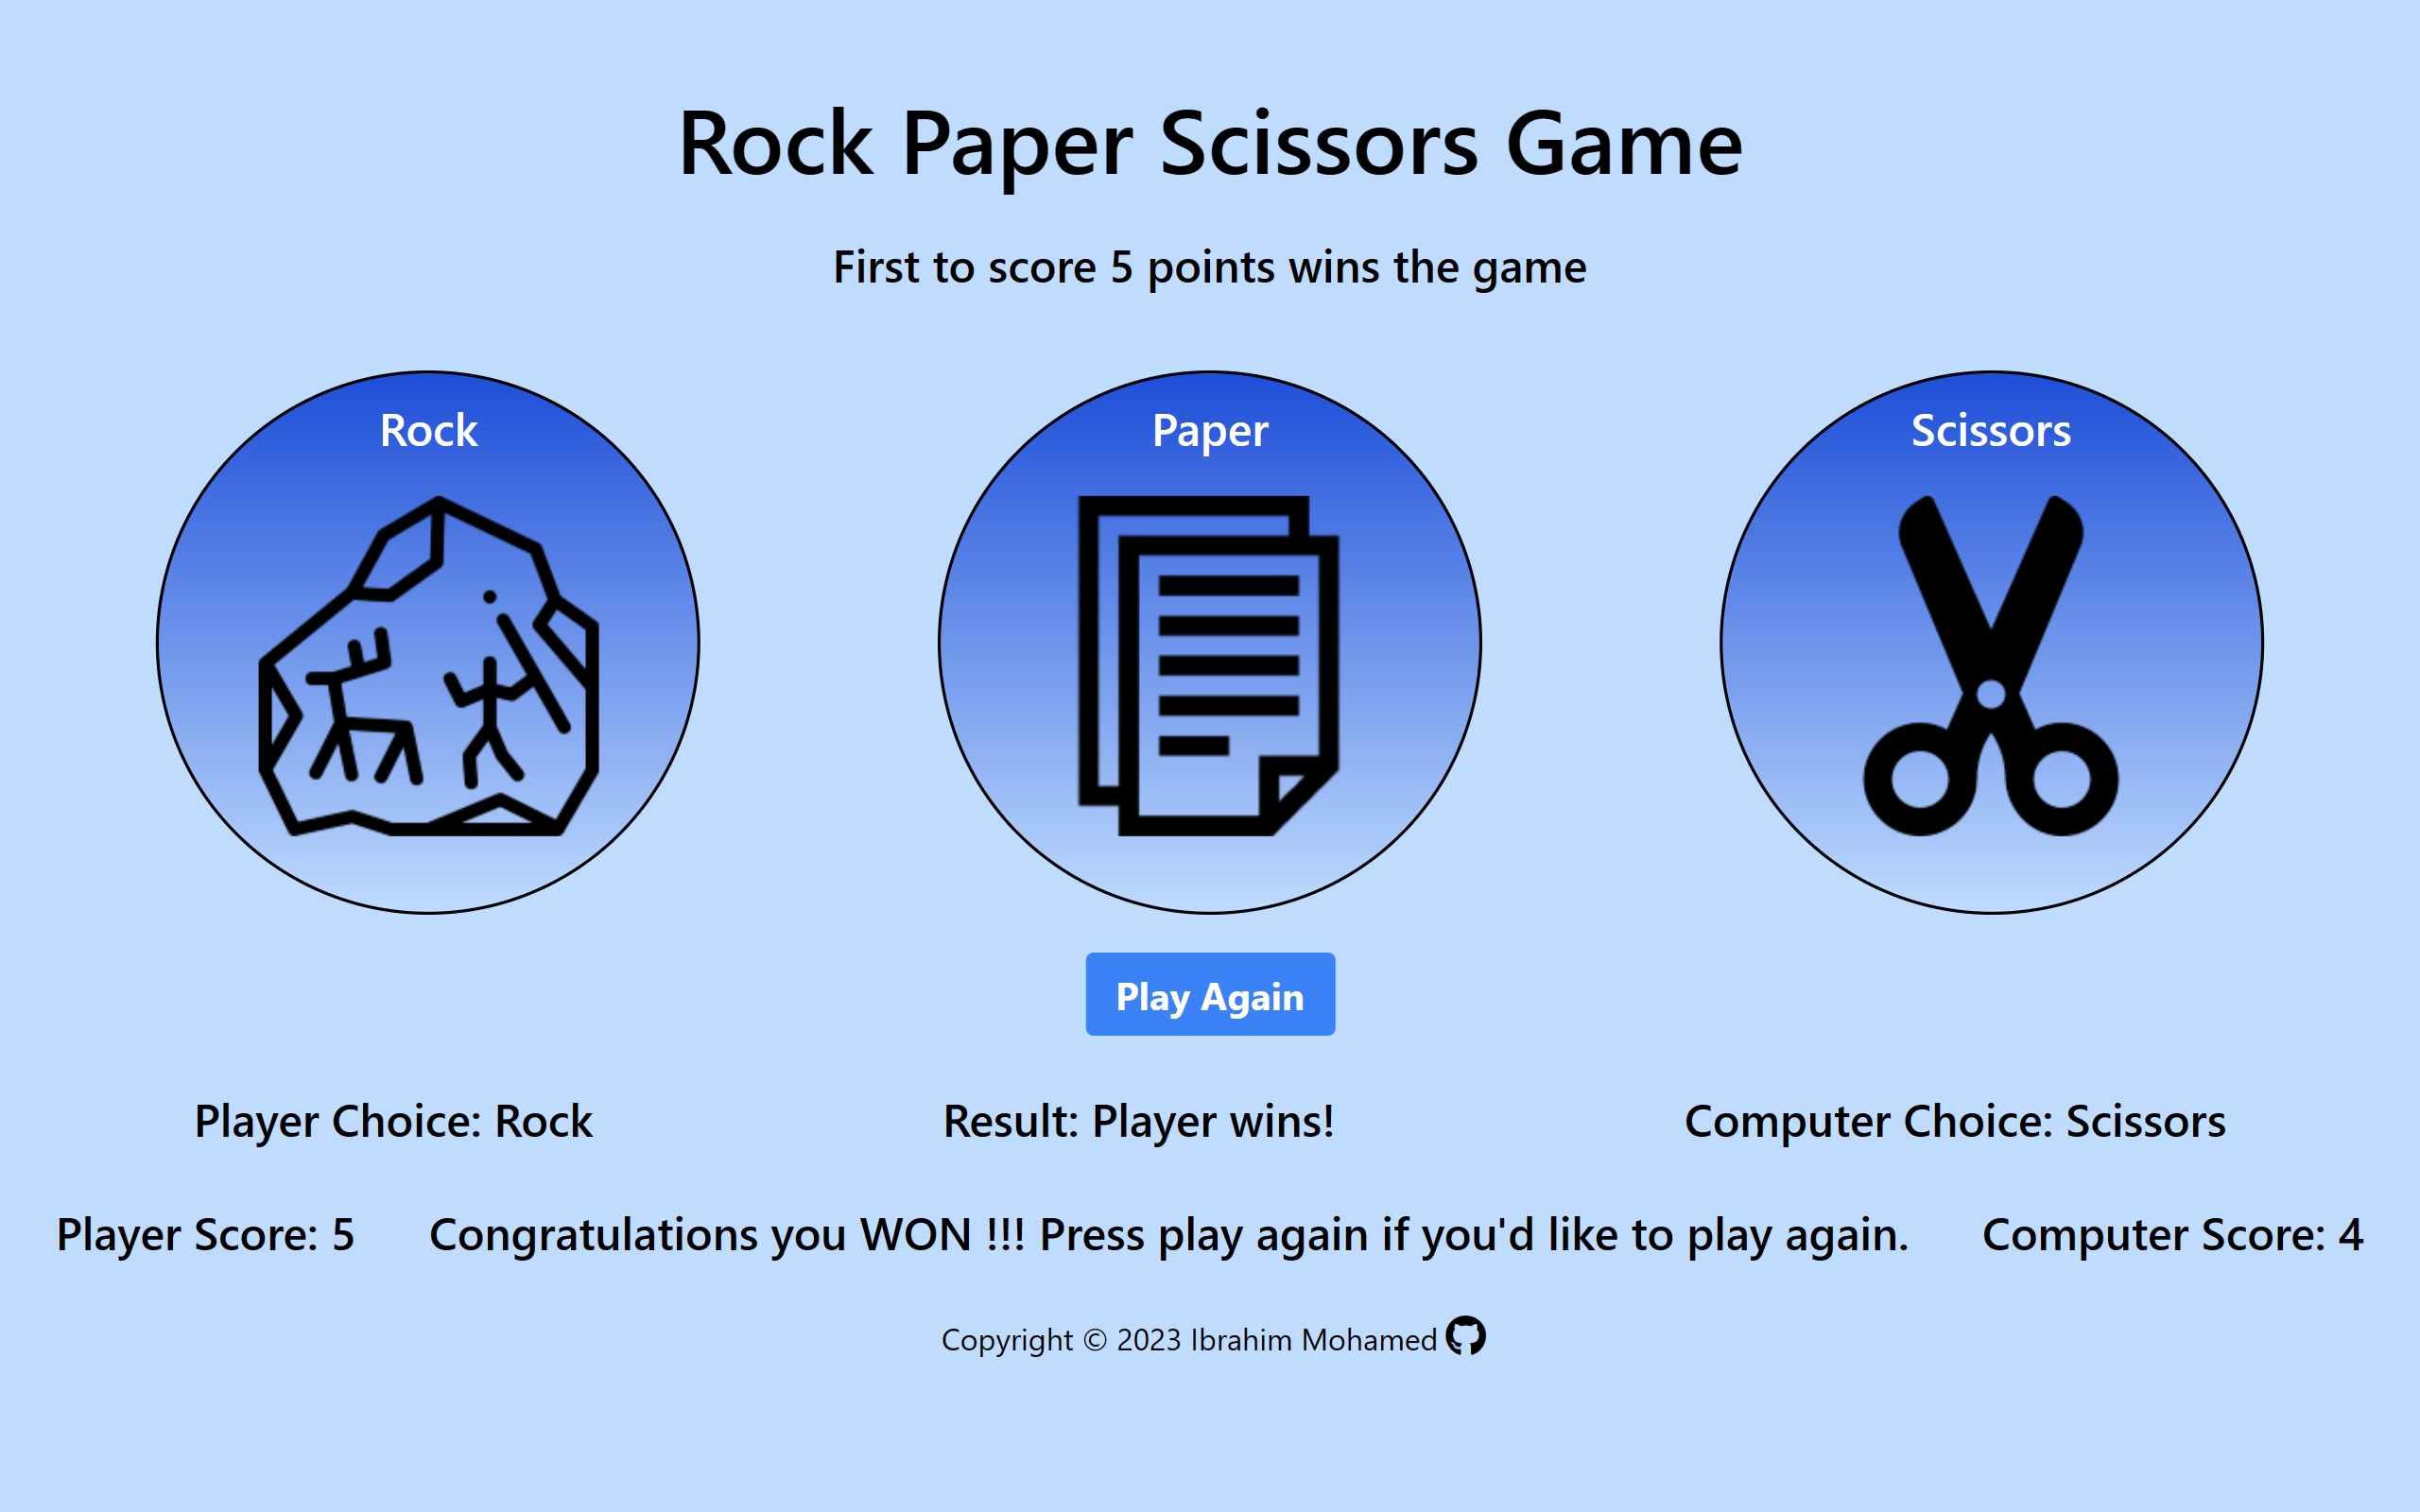 Rock Paper Scissors Game
First to score 5 points wins the game
Rock
Paper
Scissors
Play Again
Player Choice: Rock
Result: Player wins!
Computer Choice: Scissors
Player Score: 5
Congratulations you WON !!! Press play again if you'd like to play again.
Computer Score: 4
Copyright © 2023 Ibrahim Mohamed